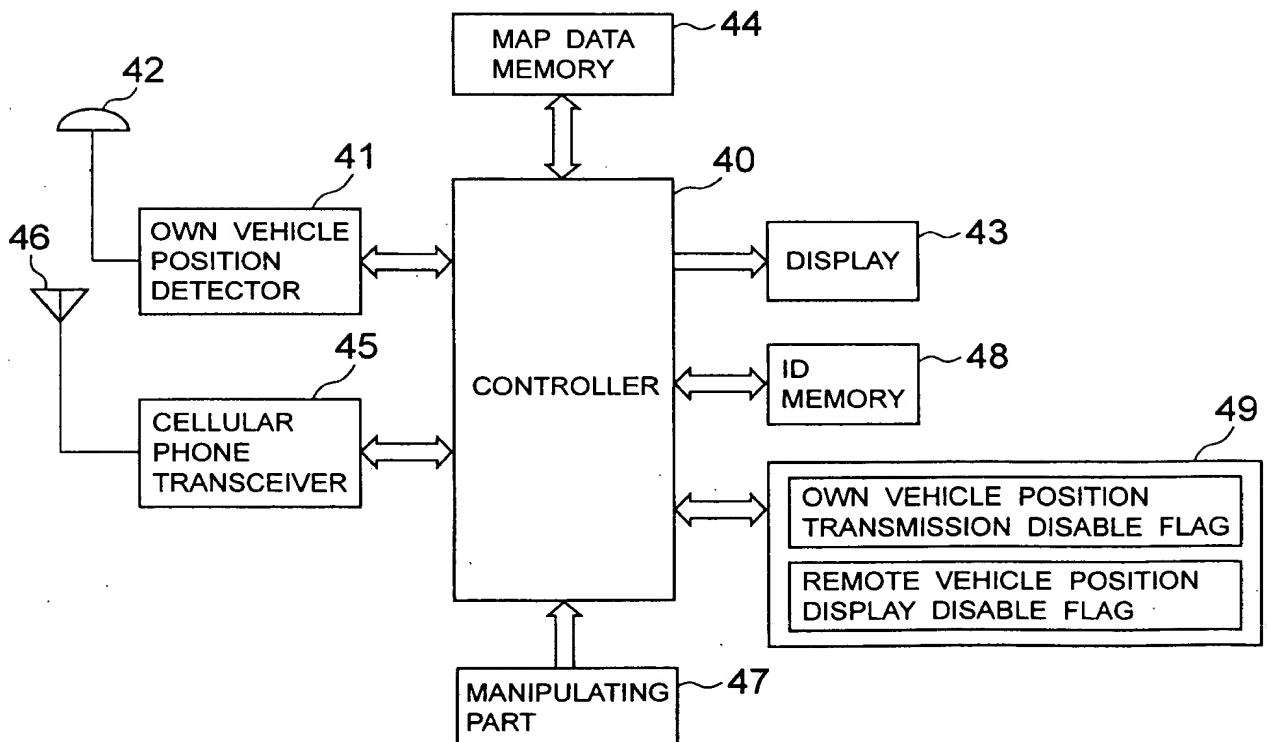 MAP DATA
MEMORY
44
42
41
40
OWN VEHICLE
POSITION
DETECTOR
46
DISPLAY
43
CONTROLLER
45
CELLULAR
PHONE
TRANSCEIVER
ID
MEMORY
48
49
OWN VEHICLE POSITION
TRANSMISSION DISABLE FLAG
REMOTE VEHICLE POSITION
DISPLAY DISABLE FLAG
MANIPULATING
PART
47